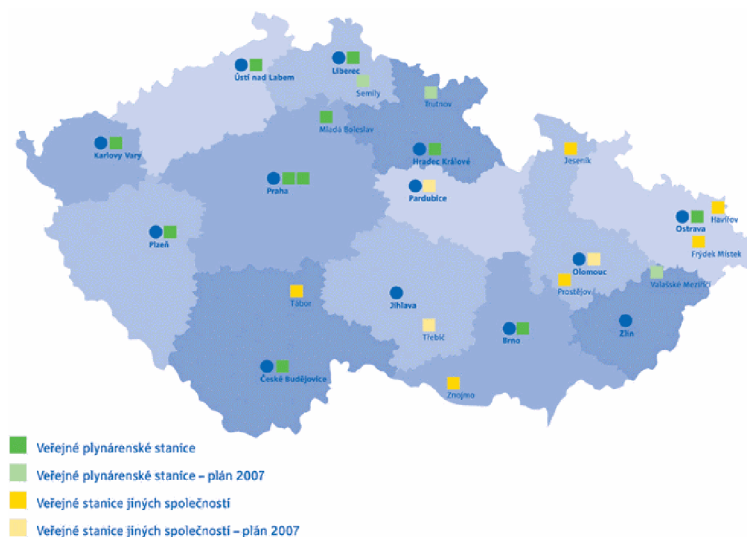 Liberec
Ústí nad Labem
Semily
Trutnov
Mladá Boleslav
Karlovy Vary
Hradec Králové
Jeseník
Praha
Pardubice
Havířov
Ostrava
Plzeň
Frýdek Místek
Olomouc
Prostějov
Valašské Meziříčí
Tábor
Jihlava
Třebíč
Brno
Zlín
České Budějovice
Znojmo
Veřejné plynárenské stanice
Veřejné plynárenské stanice – plán 2007
Veřejné stanice jiných společností
Veřejné stanice jiných společností – plán 2007